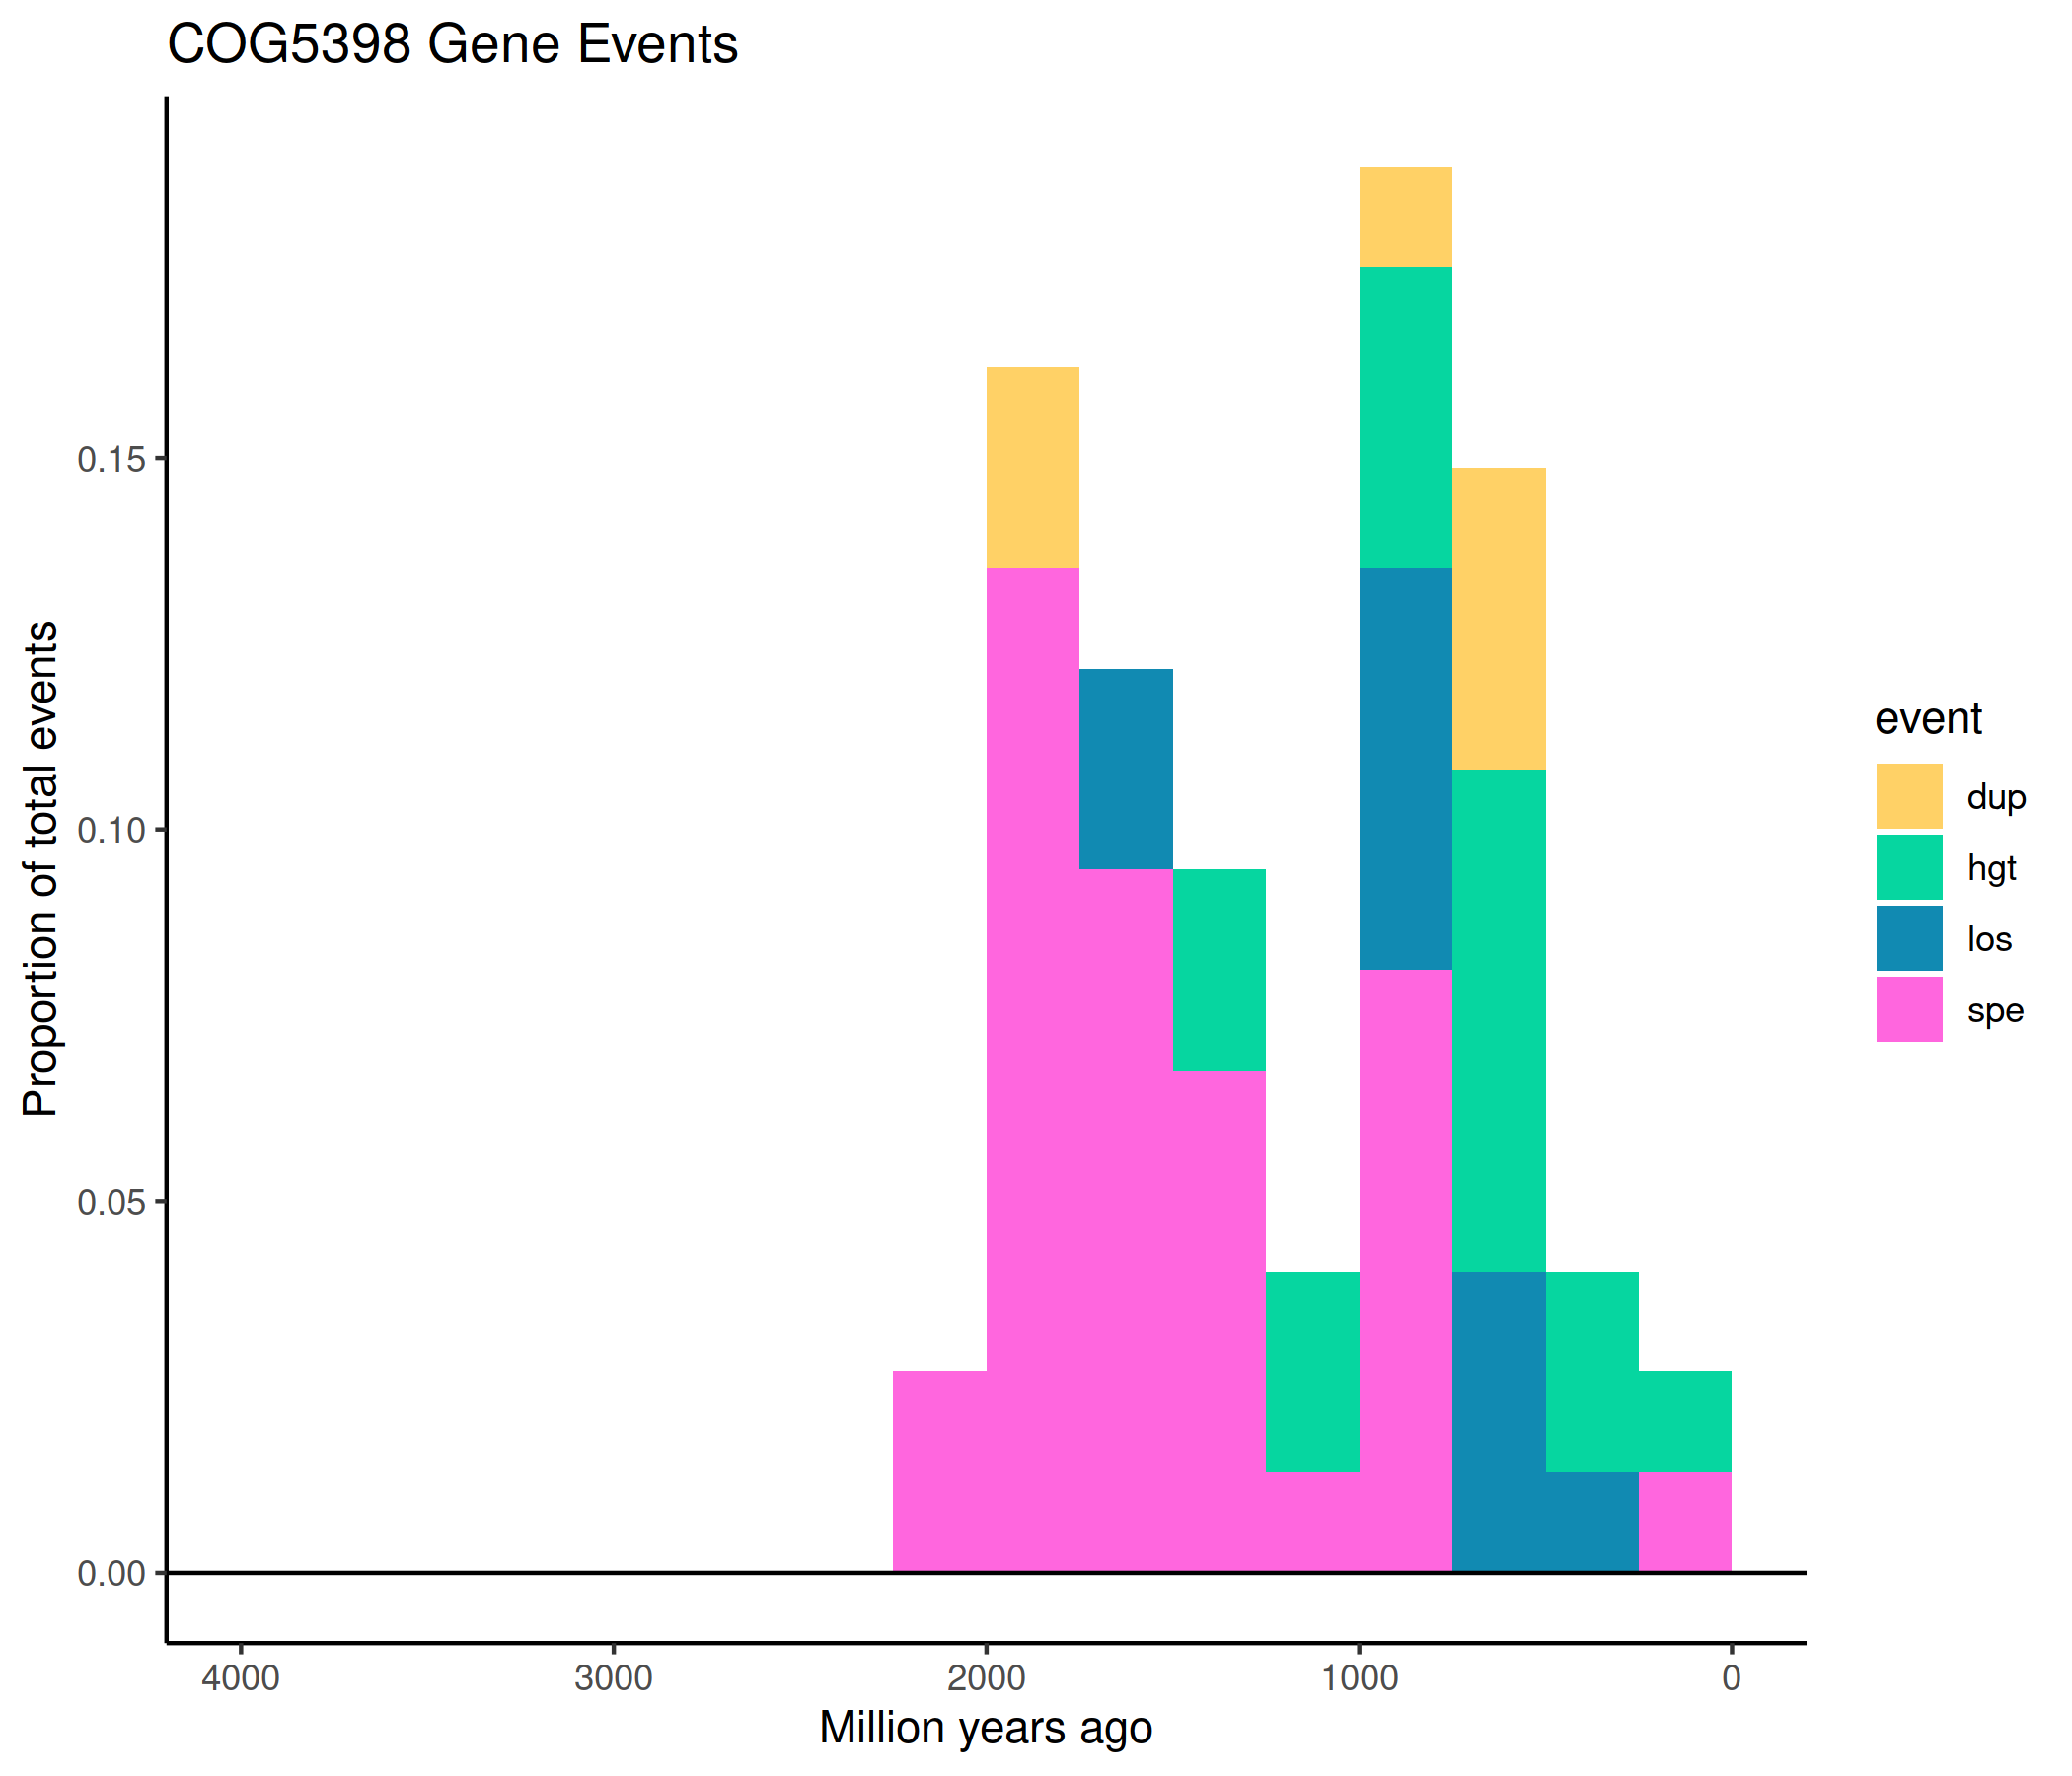 COG5398 Gene Events
Proportion of total events
0.15
0.10
0.05
0.00
4000 3000 2000 1000 0
Million years ago
event
dup
hgt
los
spe